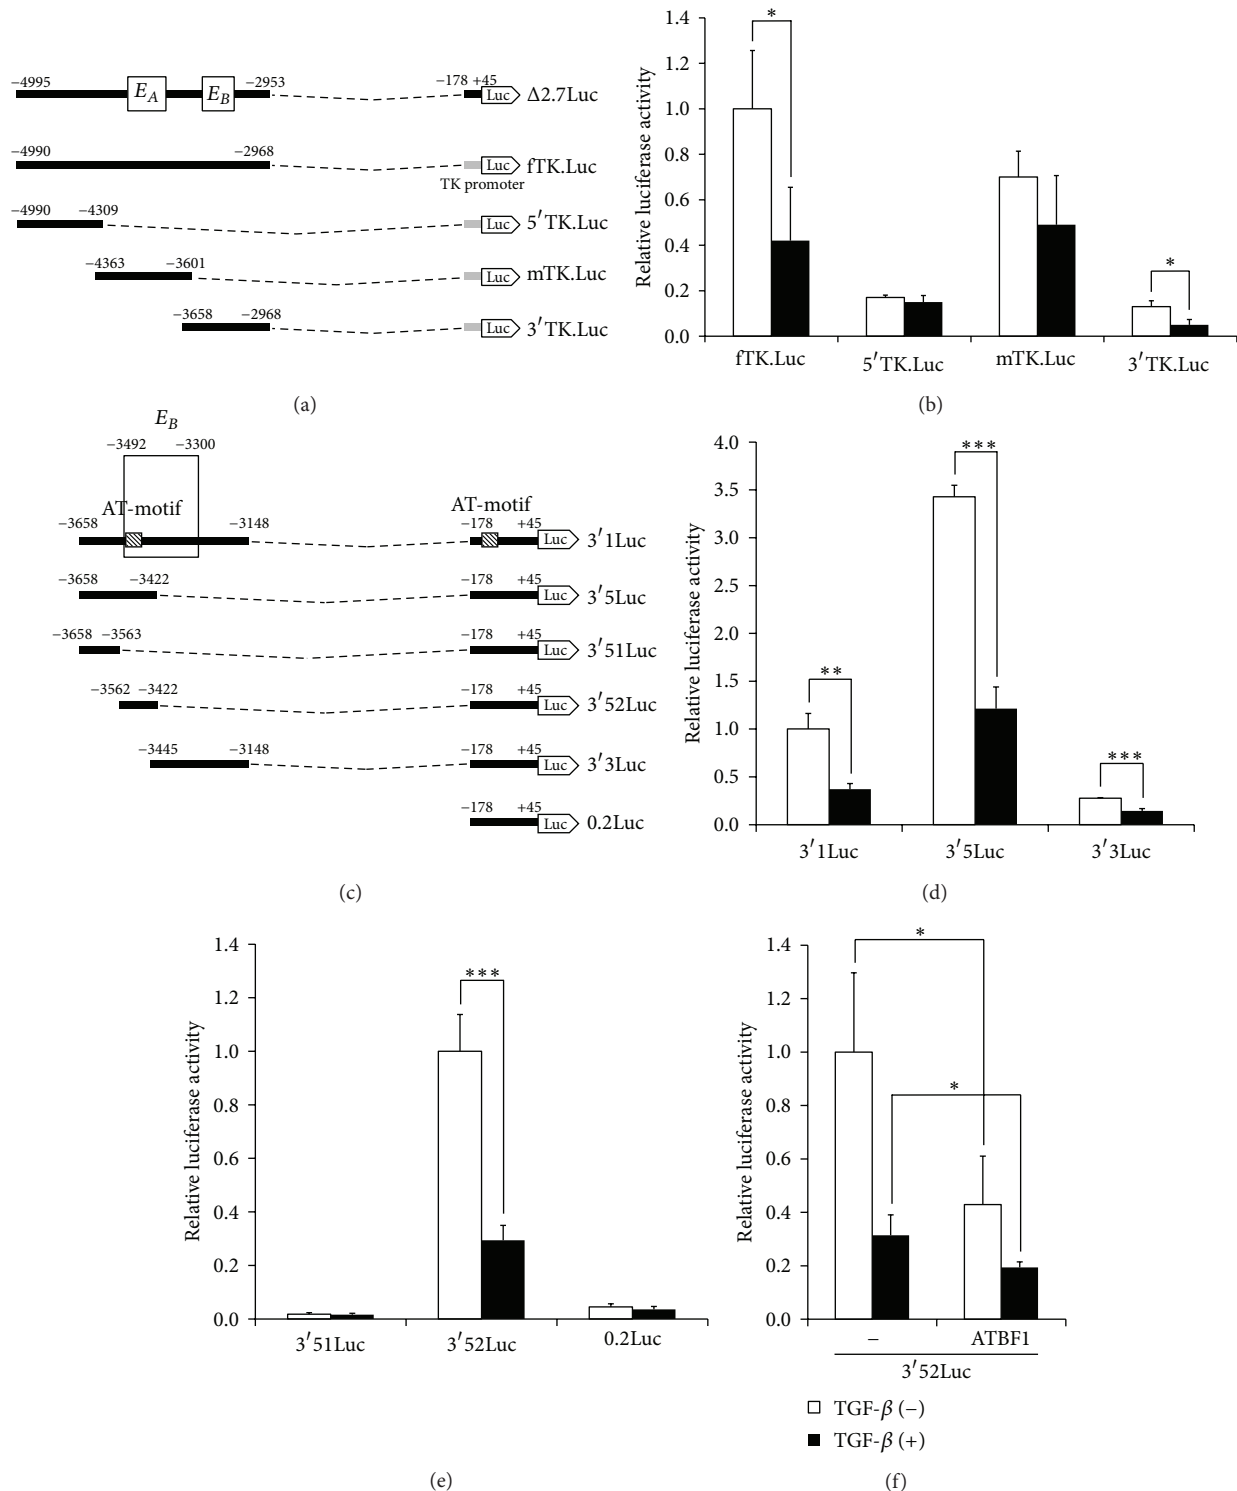 −4995
E_A
E_B
−2953
−178 +45
Luc
Δ2.7Luc
−4990
−2968
Luc
fTK.Luc
TK promoter
−4990
−4309
Luc
5′TK.Luc
−4363
−3601
Luc
mTK.Luc
−3658
−2968
Luc
3′TK.Luc
(a)
Relative luciferase activity
1.4
1.2
1.0
0.8
0.6
0.4
0.2
0.0
*
*
fTK.Luc
5′TK.Luc
mTK.Luc
3′TK.Luc
(b)
E_B
−3492
−3300
AT-motif
AT-motif
−3658
−3148
−178
+45
Luc
3′1Luc
−3658
−3422
−178
+45
Luc
3′5Luc
−3658 −3563
−178
+45
Luc
3′51Luc
−3562 −3422
−178
+45
Luc
3′52Luc
−3445
−3148
−178
+45
Luc
3′3Luc
−178
+45
Luc
0.2Luc
(c)
Relative luciferase activity
4.0
3.5
3.0
2.5
2.0
1.5
1.0
0.5
0.0
**
***
***
3′1Luc
3′5Luc
3′3Luc
(d)
Relative luciferase activity
1.4
1.2
1.0
0.8
0.6
0.4
0.2
0.0
***
3′51Luc
3′52Luc
0.2Luc
(e)
Relative luciferase activity
1.4
1.2
1.0
0.8
0.6
0.4
0.2
0.0
*
*
−
ATBF1
3′52Luc
TGF-β (−)
TGF-β (+)
(f)